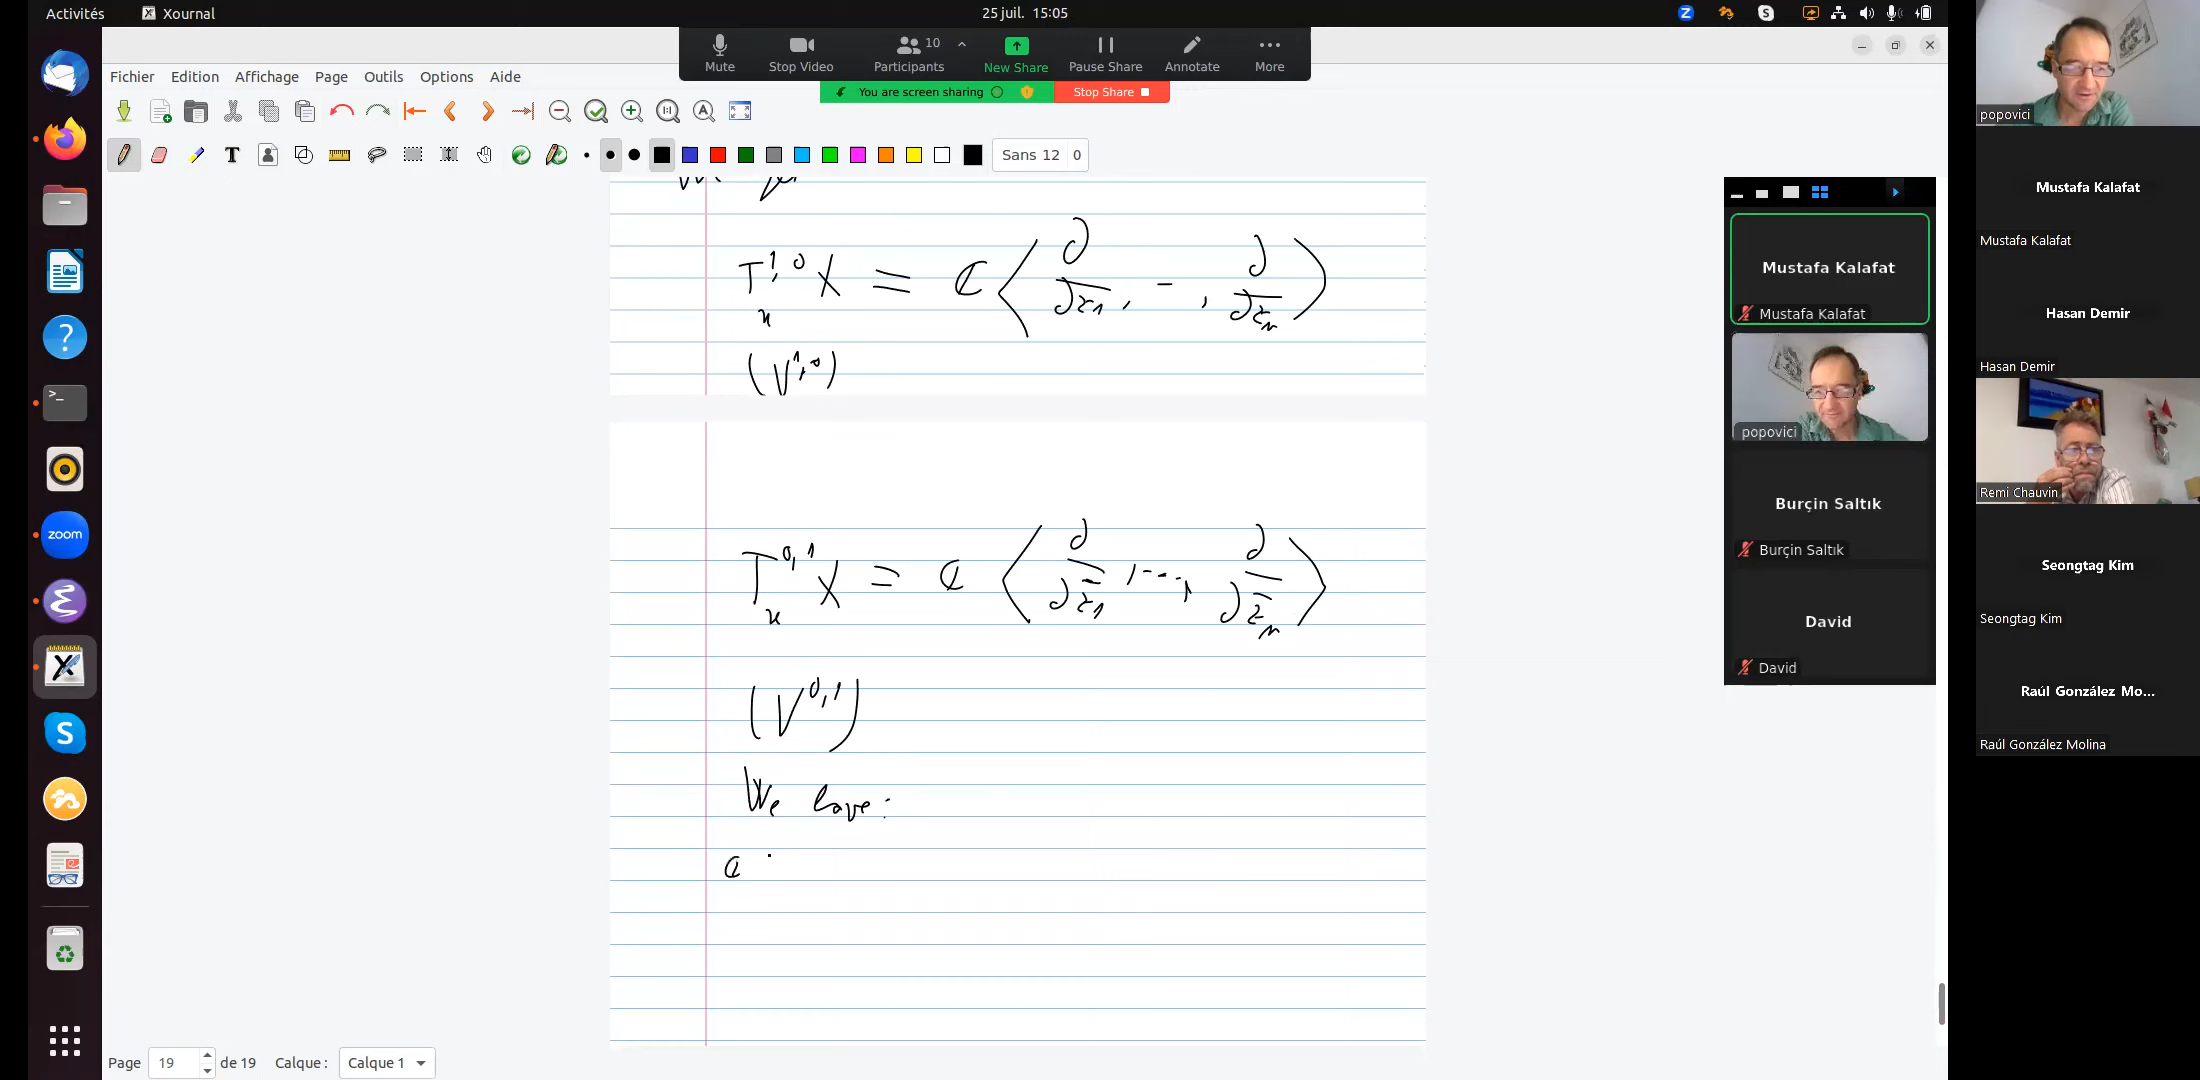 Activités
Xournal
25 juil. 15:05
Fichier Edition Affichage Page Outils Options Aide
Mute
Stop Video
Participants 10
New Share
Pause Share
Annotate
More
You are screen sharing
Stop Share
Sans 12 0
T_x^{1,0} X = ℂ ⟨ ∂/∂z_1, -, ∂/∂z_n ⟩
(V^{1,0})
T_x^{0,1} X = ℂ ⟨ ∂/∂z̄_1, ---, ∂/∂z̄_n ⟩
(V^{0,1})
We have:
zoom
Page 19 de 19 Calque : Calque 1
Mustafa Kalafat
Mustafa Kalafat
popovici
Burçin Saltık
Burçin Saltık
David
David
popovici
Mustafa Kalafat
Mustafa Kalafat
Hasan Demir
Hasan Demir
Remi Chauvin
Seongtag Kim
Seongtag Kim
Raúl González Mo...
Raúl González Molina